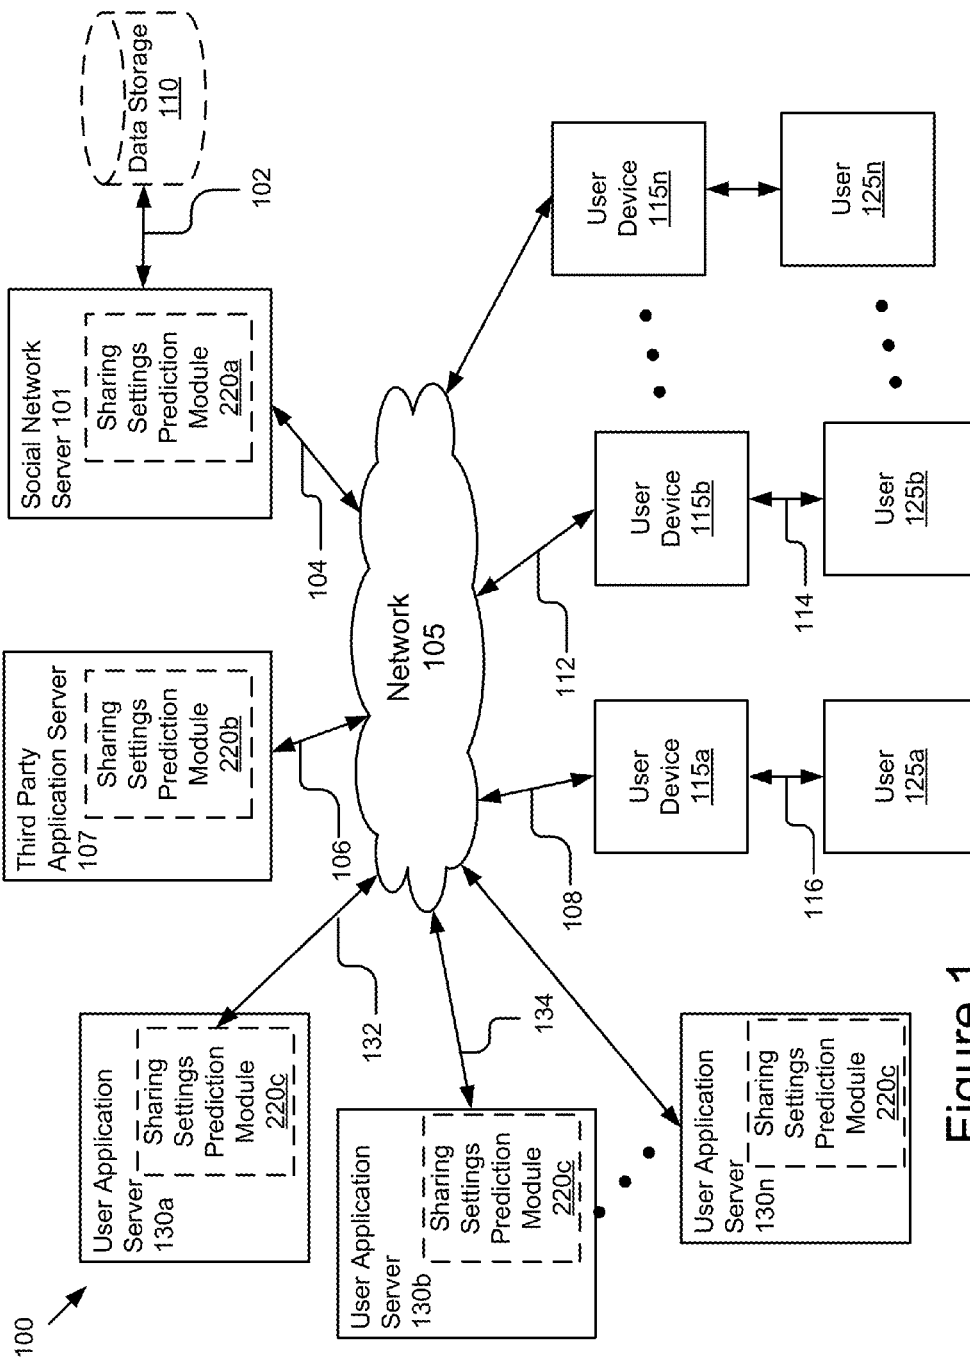 100
User Application
Server
130a
Sharing
Settings
Prediction
Module
220c
132
Third Party
Application Server
107
Sharing
Settings
Prediction
Module
220b
106
Social Network
Server 101
Sharing
Settings
Prediction
Module
220a
104
Data Storage
110
102
User Application
Server
130b
Sharing
Settings
Prediction
Module
220c
134
Network
105
User Application
Server
130n
Sharing
Settings
Prediction
Module
220c
108
112
User
Device
115a
User
Device
115b
User
Device
115n
116
114
User
125a
User
125b
User
125n
Figure 1